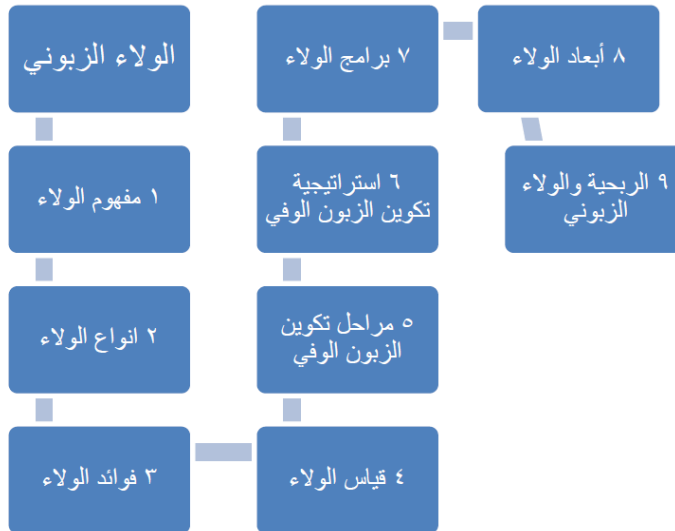 الولاء الزبوني
١ مفهوم الولاء
٢ انواع الولاء
٣ فوائد الولاء
٤ قياس الولاء
٥ مراحل تكوين
الزبون الوفي
٦ استراتيجية
تكوين الزبون الوفي
٧ برامج الولاء
٨ أبعاد الولاء
٩ الربحية والولاء
الزبوني